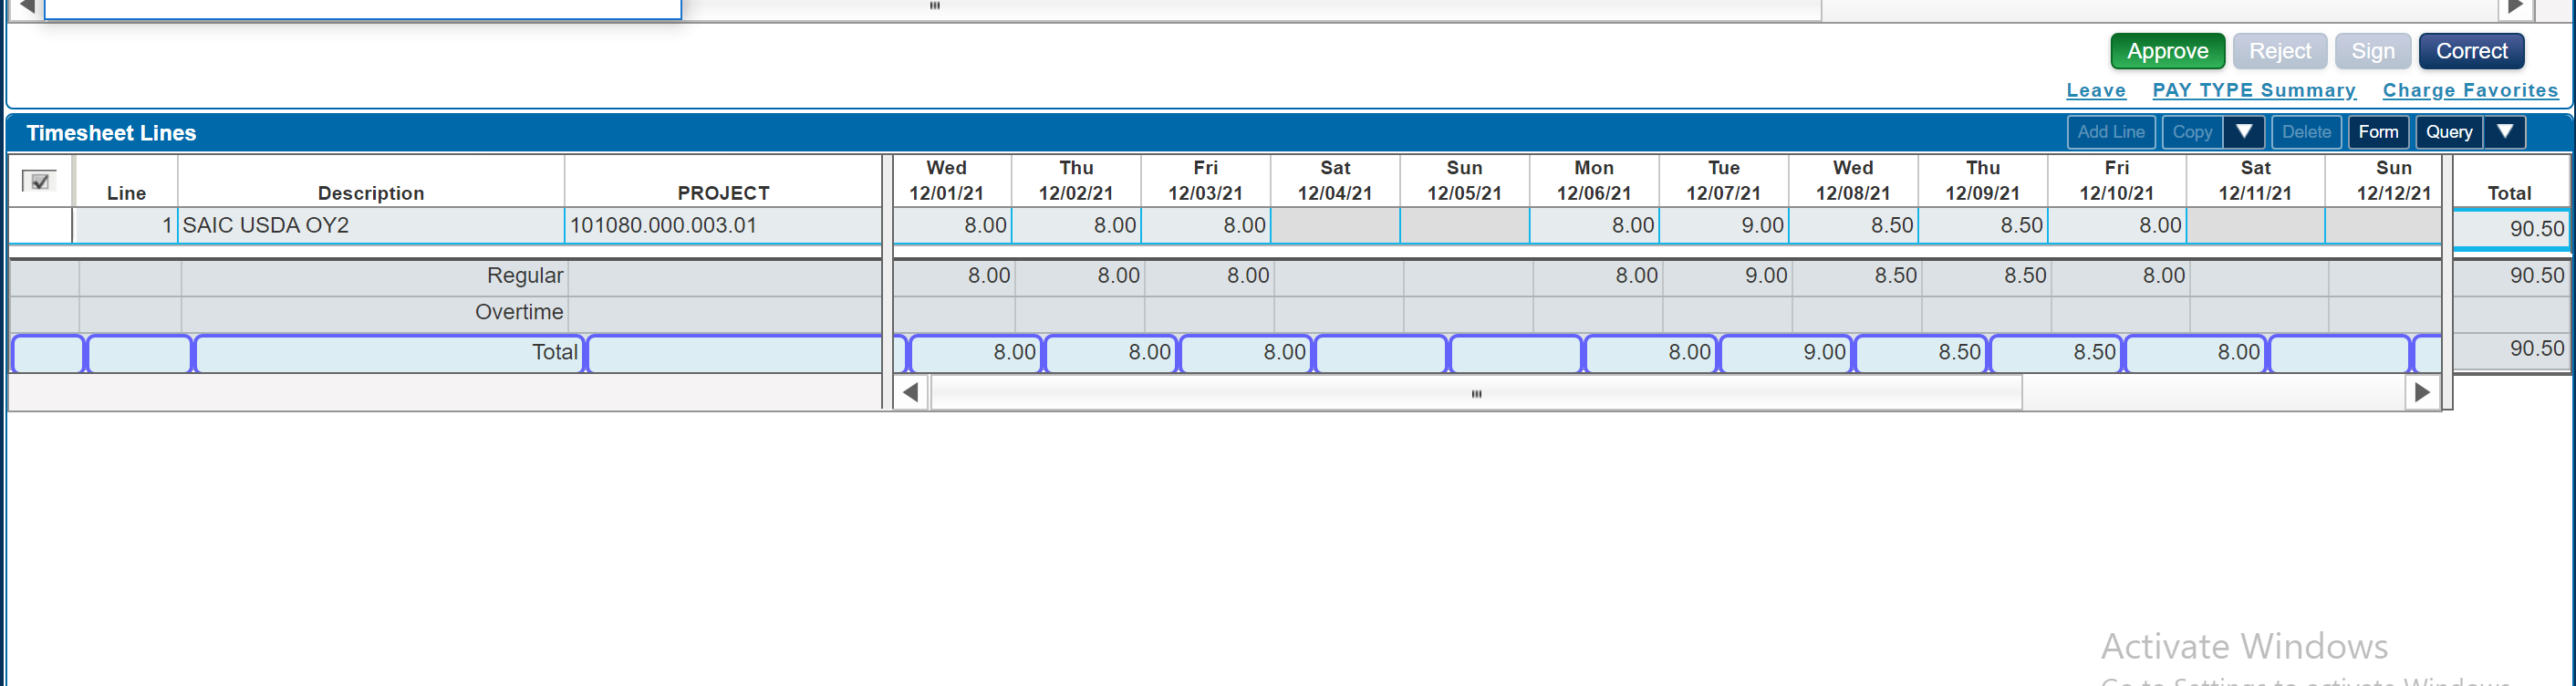 Approve Reject Sign Correct
Leave PAY TYPE Summary Charge Favorites
Timesheet Lines Add Line Copy Delete Form Query
Wed Thu Fri Sat Sun Mon Tue Wed Thu Fri Sat Sun
Line Description PROJECT 12/01/21 12/02/21 12/03/21 12/04/21 12/05/21 12/06/21 12/07/21 12/08/21 12/09/21 12/10/21 12/11/21 12/12/21 Total
1 SAIC USDA OY2 101080.000.003.01 8.00 8.00 8.00 8.00 9.00 8.50 8.50 8.00 90.50
Regular 8.00 8.00 8.00 8.00 9.00 8.50 8.50 8.00 90.50
Overtime
Total 8.00 8.00 8.00 8.00 9.00 8.50 8.50 8.00 90.50
Activate Windows
Go to Settings to activate Windows.